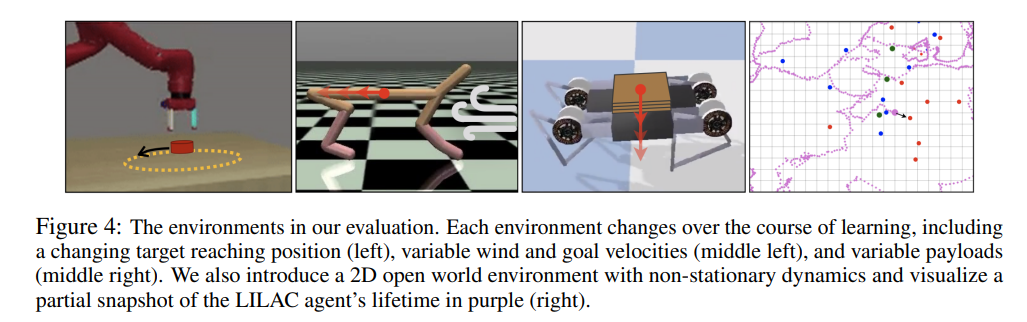 Figure 4: The environments in our evaluation. Each environment changes over the course of learning, including
a changing target reaching position (left), variable wind and goal velocities (middle left), and variable payloads
(middle right). We also introduce a 2D open world environment with non-stationary dynamics and visualize a
partial snapshot of the LILAC agent's lifetime in purple (right).